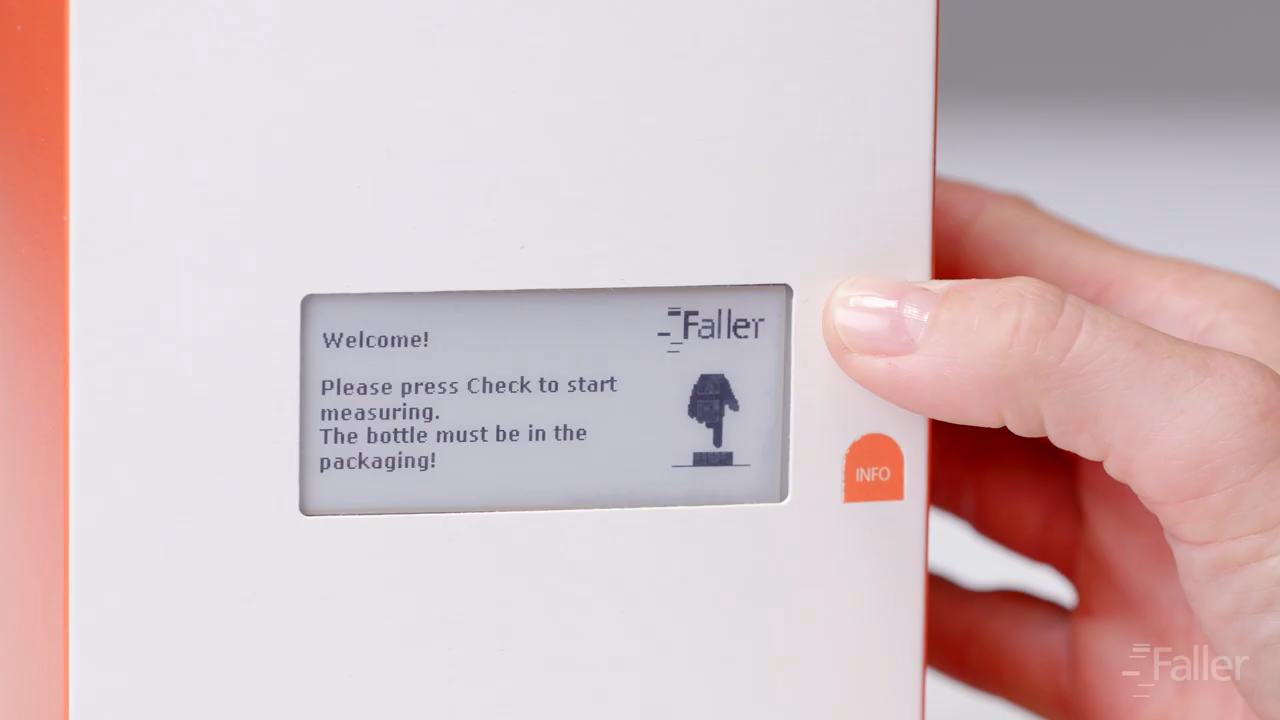 Faller
Welcome!
Please press Check to start
measuring.
The bottle must be in the
packaging!
INFO
Faller